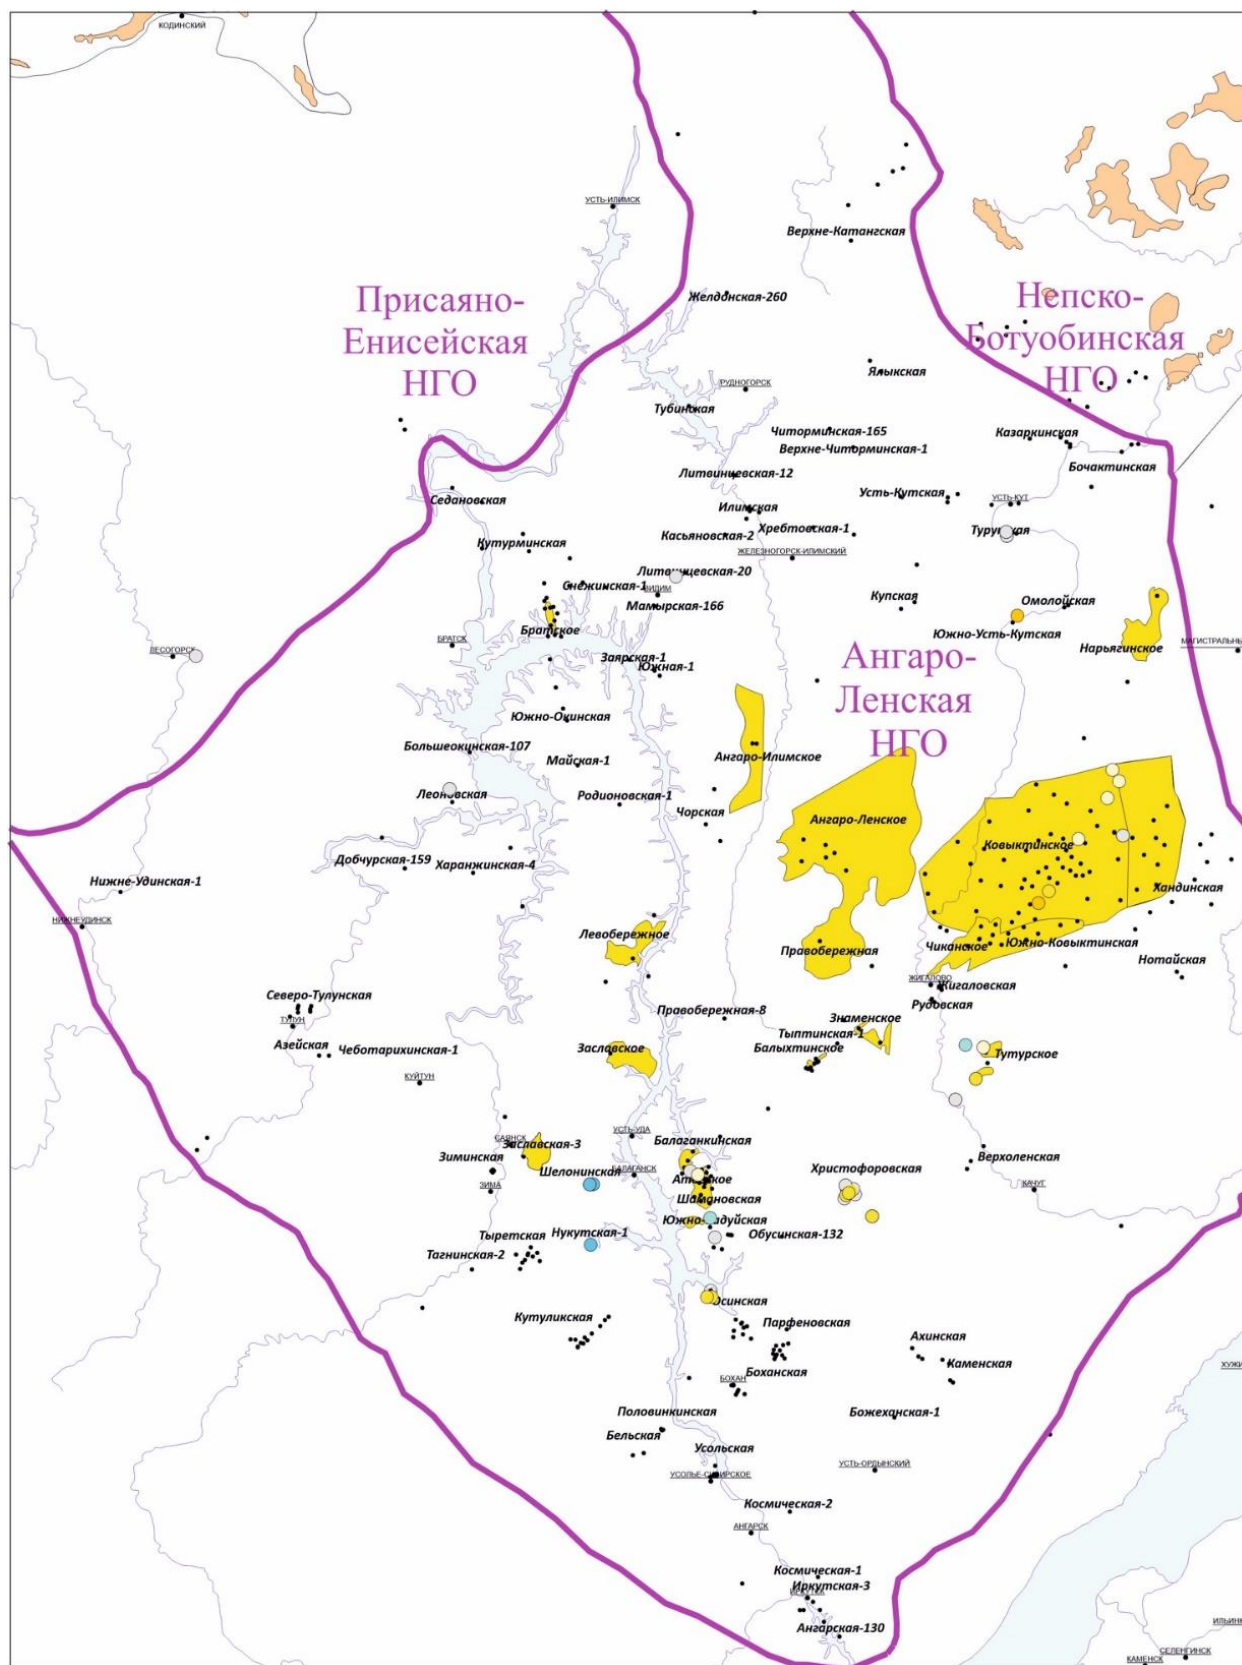 КОДИНСКИЙ
УСТЬ-ИЛИМСК
Верхне-Катангская
Желдонская-260
Присаяно-
Енисейская
НГО
Непско-
Ботуобинская
НГО
Ялыкская
РУДНОГОРСК
Тубинская
Читорминская-165
Верхне-Читорминская-1
Казаркинская
Бочактинская
Литвинцевская-12
Седановская
Усть-Кутская
УСТЬ-КУТ
Илимская
Касьяновская-2
Хребтовская-1
Кутурминская
ЖЕЛЕЗНОГОРСК-ИЛИМСКИЙ
Литвинцевская-20
Снежинская-1
ВИДИМ
Мамырская-166
Купская
Омолойская
Братское
Южно-Усть-Кутская
БРАТСК
Нарьягинское
Заярская-1
Южная-1
Ангаро-
Ленская
НГО
Южно-Окинская
Большеокинская-107
Майская-1
Ангаро-Илимское
Леоновская
Родионовская-1
Чорская
Ангаро-Ленское
Ковыктинское
Добчурская-159
Харанжинская-4
Нижне-Удинская-1
Хандинская
НИЖНЕУДИНСК
Левобережное
Правобережная
Чиканское
Южно-Ковыктинская
Нотайская
ЖИГАЛОВО
Жигаловская
Северо-Тулунская
Рудовская
ТУЛУН
Правобережная-8
Знаменское
Тыптинская-1
Азейская
Чеботарихинская-1
Заславское
Балыхтинское
Тутурское
КУЙТУН
УСТЬ-УДА
САЯНСК
Заславская-3
Балаганкинская
Зиминская
Шелонинская
БАЛАГАНСК
Христофоровская
Верхоленская
ЗИМА
КАЧУГ
Шамановская
Тыретская
Нукутская-1
Обусинская-132
Тагнинская-2
Осинская
Кутуликская
Парфеновская
Ахинская
Каменская
Боханская
БОХАН
Половинкинская
Божеханская-1
Бельская
Усольская
УСОЛЬЕ-СИБИРСКОЕ
УСТЬ-ОРДЫНСКИЙ
Космическая-2
АНГАРСК
Космическая-1
Иркутская-3
Ангарская-130
СЕЛЕНГИНСК
КАМЕНСК